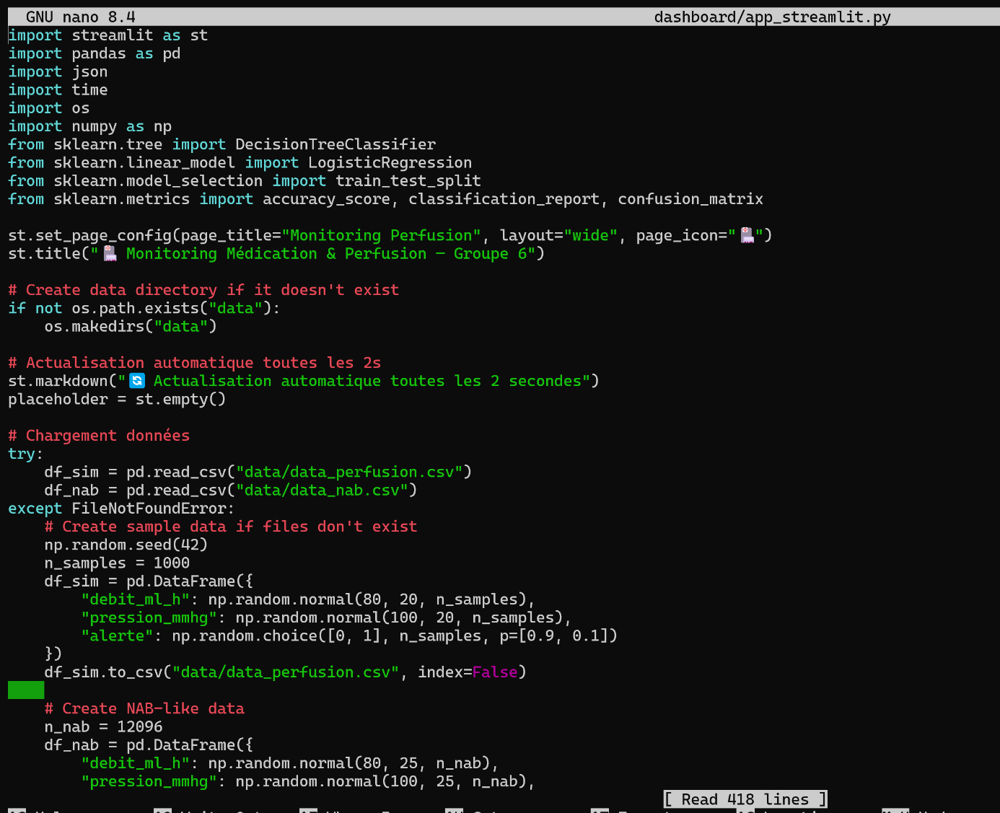 GNU nano 8.4 dashboard/app_streamlit.py
import streamlit as st
import pandas as pd
import json
import time
import os
import numpy as np
from sklearn.tree import DecisionTreeClassifier
from sklearn.linear_model import LogisticRegression
from sklearn.model_selection import train_test_split
from sklearn.metrics import accuracy_score, classification_report, confusion_matrix

st.set_page_config(page_title="Monitoring Perfusion", layout="wide", page_icon="🏥")
st.title("🏥 Monitoring Médication & Perfusion — Groupe 6")

# Create data directory if it doesn't exist
if not os.path.exists("data"):
    os.makedirs("data")

# Actualisation automatique toutes les 2s
st.markdown("🔄 Actualisation automatique toutes les 2 secondes")
placeholder = st.empty()

# Chargement données
try:
    df_sim = pd.read_csv("data/data_perfusion.csv")
    df_nab = pd.read_csv("data/data_nab.csv")
except FileNotFoundError:
    # Create sample data if files don't exist
    np.random.seed(42)
    n_samples = 1000
    df_sim = pd.DataFrame({
        "debit_ml_h": np.random.normal(80, 20, n_samples),
        "pression_mmhg": np.random.normal(100, 20, n_samples),
        "alerte": np.random.choice([0, 1], n_samples, p=[0.9, 0.1])
    })
    df_sim.to_csv("data/data_perfusion.csv", index=False)

    # Create NAB-like data
    n_nab = 12096
    df_nab = pd.DataFrame({
        "debit_ml_h": np.random.normal(80, 25, n_nab),
        "pression_mmhg": np.random.normal(100, 25, n_nab),
[ Read 418 lines ]